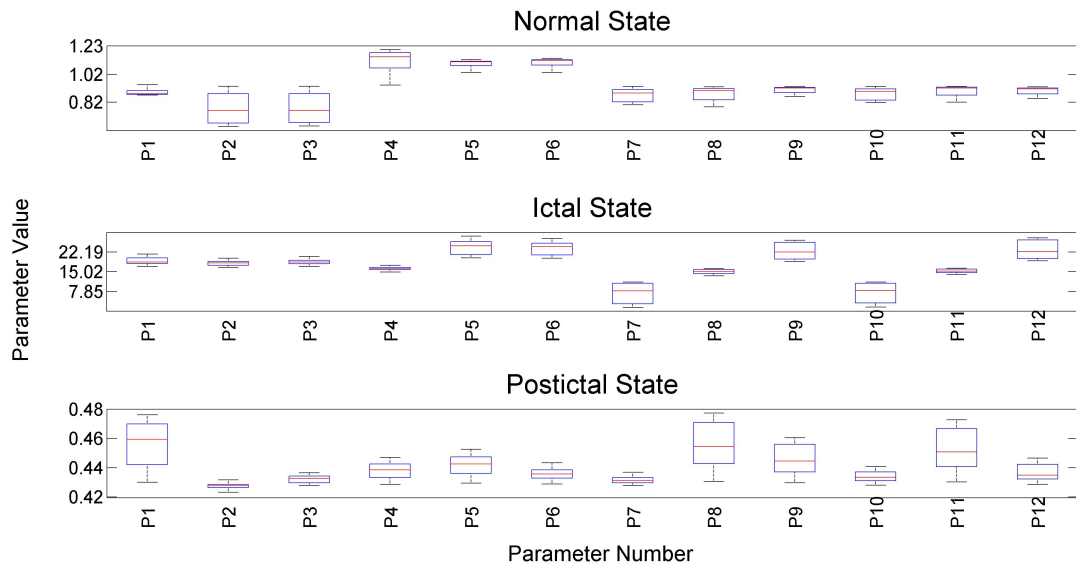 Normal State
1.23
1.02
0.82
P1 P2 P3 P4 P5 P6 P7 P8 P9 P10 P11 P12
Parameter Value
Ictal State
22.19
15.02
7.85
P1 P2 P3 P4 P5 P6 P7 P8 P9 P10 P11 P12
Postictal State
0.48
0.46
0.44
0.42
P1 P2 P3 P4 P5 P6 P7 P8 P9 P10 P11 P12
Parameter Number